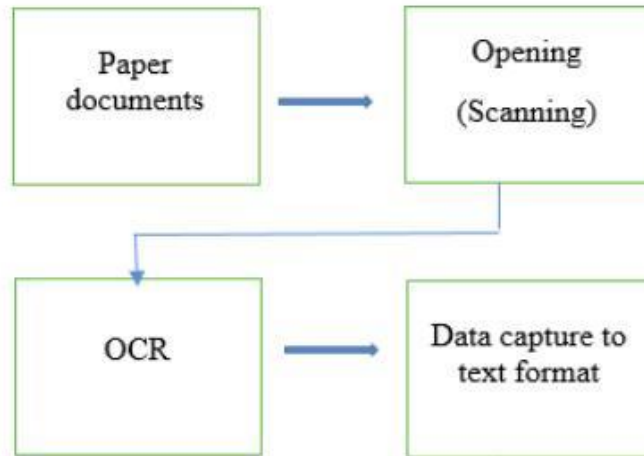 Paper
documents
Opening
(Scanning)
OCR
Data capture to
text format